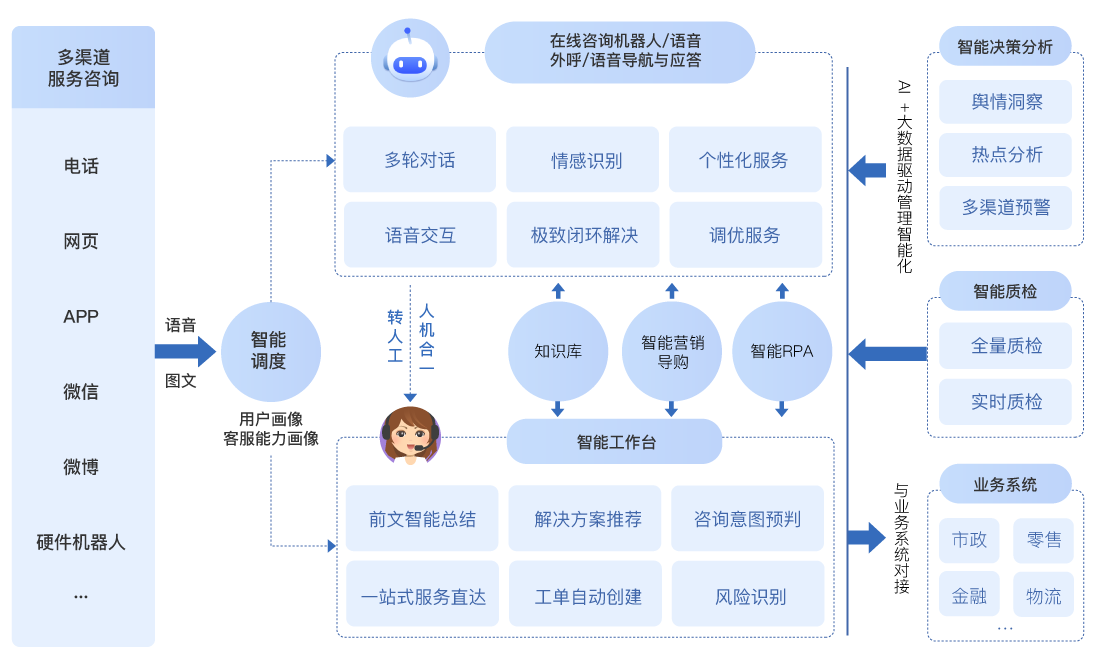 多渠道
服务咨询
电话
网页
APP
微信
微博
硬件机器人
...
语音
图文
智能
调度
用户画像
客服能力画像
在线咨询机器人/语音
外呼/语音导航与应答
多轮对话
情感识别
个性化服务
语音交互
极致闭环解决
调优服务
转人工
人机合一
知识库
智能营销
导购
智能RPA
智能工作台
前文智能总结
解决方案推荐
咨询意图预判
一站式服务直达
工单自动创建
风险识别
AI+大数据驱动管理智能化
与业务系统对接
智能决策分析
舆情洞察
热点分析
多渠道预警
智能质检
全量质检
实时质检
业务系统
市政
零售
金融
物流
...